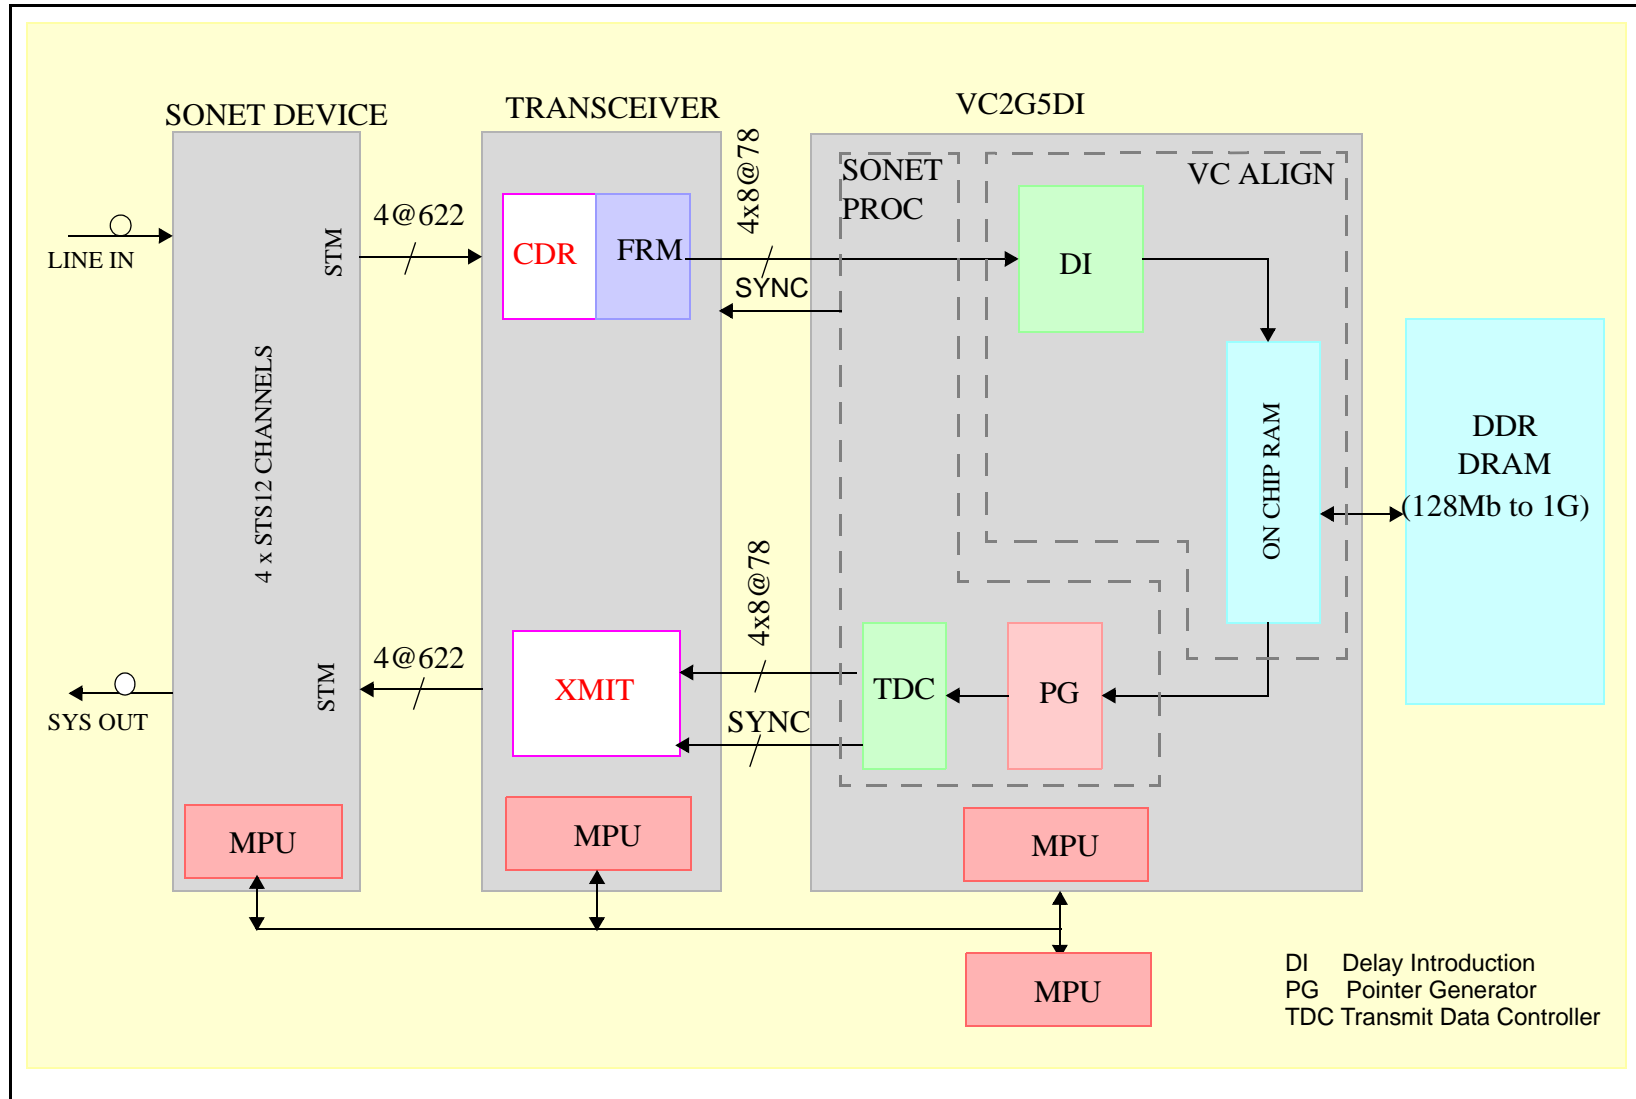 SONET DEVICE
TRANSCEIVER
VC2G5DI
LINE IN
STM
4@622
CDR
FRM
4x8@78
SYNC
SONET
PROC
VC ALIGN
DI
4 x STS12 CHANNELS
ON CHIP RAM
DDR
DRAM
(128Mb to 1G)
SYS OUT
STM
4@622
XMIT
4x8@78
SYNC
TDC
PG
MPU
MPU
MPU
MPU
DI Delay Introduction
PG Pointer Generator
TDC Transmit Data Controller